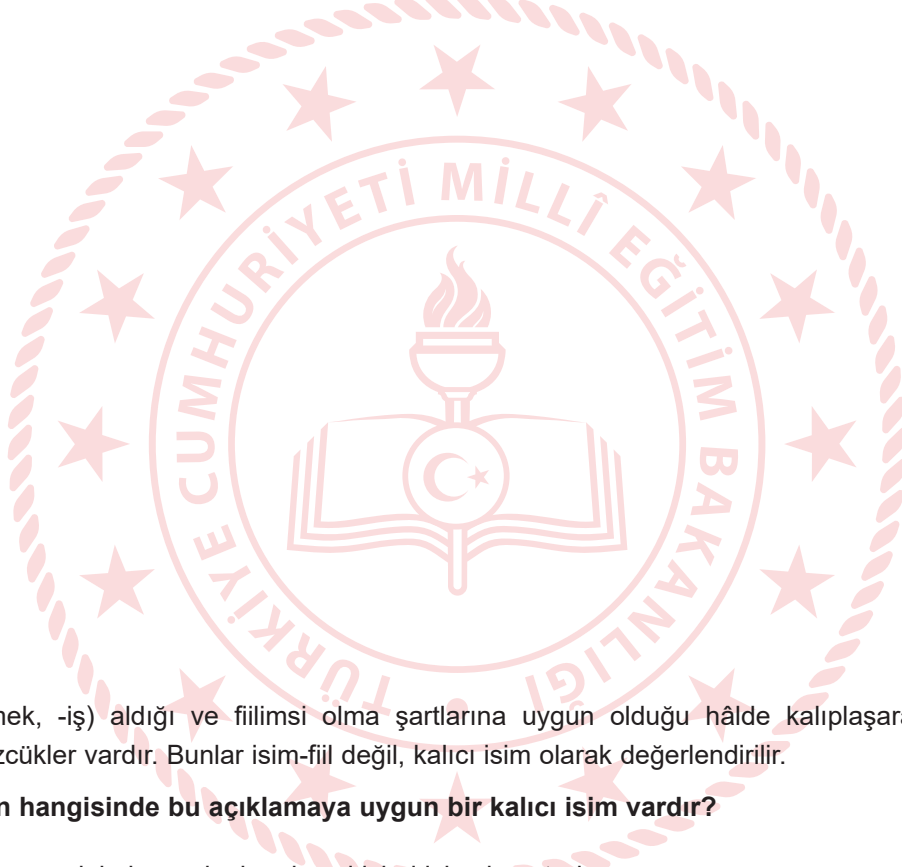 TÜRKİYE CUMHURİYETİ MİLLÎ EĞİTİM BAKANLIĞI
mek, -iş) aldığı ve fiilimsi olma şartlarına uygun olduğu hâlde
zcükler vardır. Bunlar isim-fiil değil, kalıcı isim olarak değerlendirilir.
n hangisinde bu açıklamaya uygun bir kalıcı isim vardır?